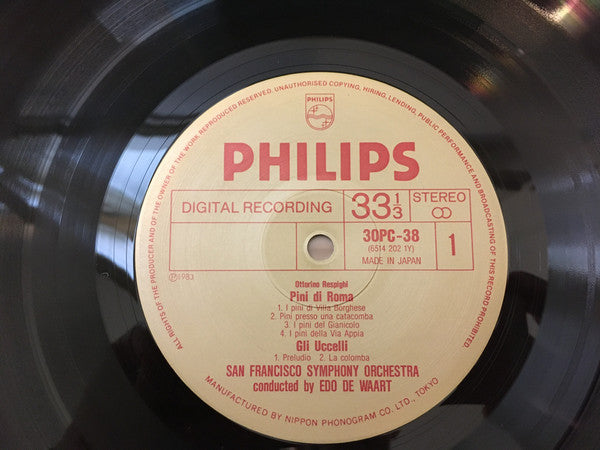 ALL RIGHTS OF THE PRODUCER AND OF THE OWNER OF THE WORK REPRODUCED RESERVED. UNAUTHORISED COPYING, HIRING, LENDING, PUBLIC PERFORMANCE AND BROADCASTING OF THIS RECORD PROHIBITED
PHILIPS
PHILIPS
DIGITAL RECORDING
33 1/3
STEREO
30PC-38
(6514 202 1Y)
MADE IN JAPAN
1
℗1983
Ottorino Respighi
Pini di Roma
1. I pini di Villa Borghese
2. Pini presso una catacomba
3. I pini del Gianicolo
4. I pini della Via Appia
Gli Uccelli
1. Preludio 2. La colomba
SAN FRANCISCO SYMPHONY ORCHESTRA
conducted by EDO DE WAART
MANUFACTURED BY NIPPON PHONOGRAM CO., LTD., TOKYO